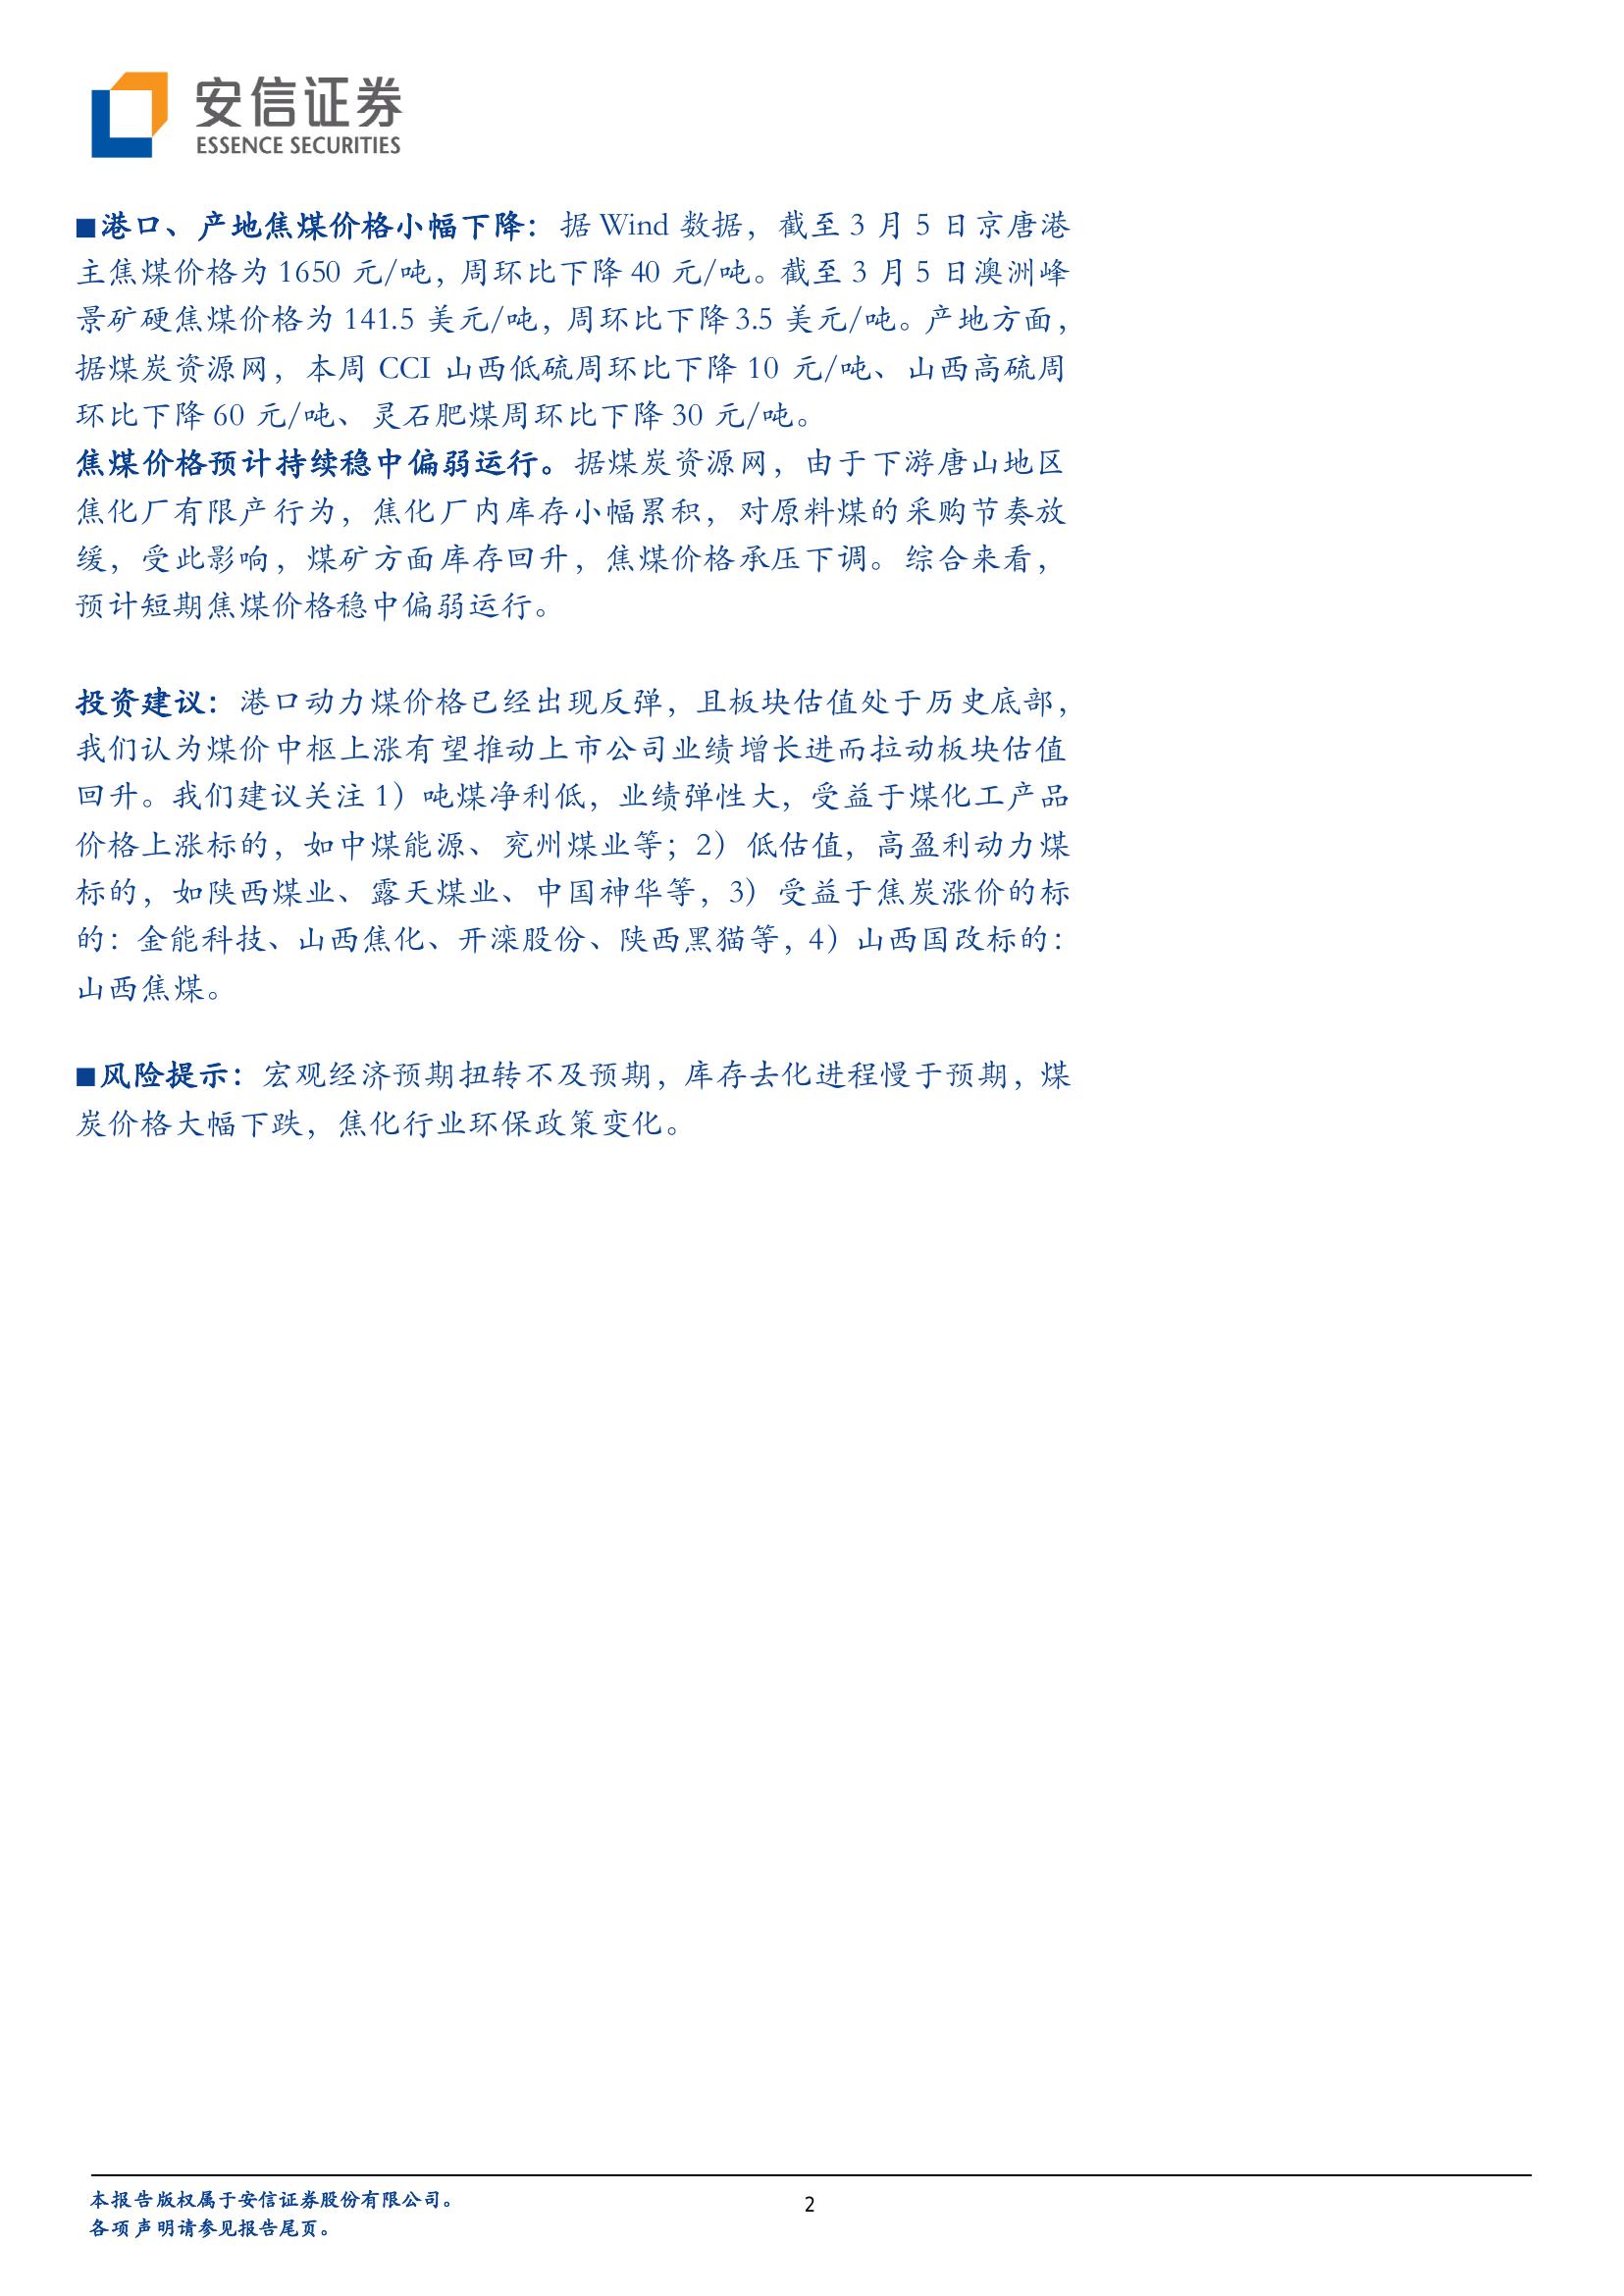 安信证券
ESSENCE SECURITIES
■港口、产地焦煤价格小幅下降：据 Wind 数据，截至 3 月 5 日京唐港
主焦煤价格为 1650 元/吨，周环比下降 40 元/吨。截至 3 月 5 日澳洲峰
景矿硬焦煤价格为 141.5 美元/吨，周环比下降 3.5 美元/吨。产地方面，
据煤炭资源网，本周 CCI 山西低硫周环比下降 10 元/吨、山西高硫周
环比下降 60 元/吨、灵石肥煤周环比下降 30 元/吨。
焦煤价格预计持续稳中偏弱运行。据煤炭资源网，由于下游唐山地区
焦化厂有限产行为，焦化厂内库存小幅累积，对原料煤的采购节奏放
缓，受此影响，煤矿方面库存回升，焦煤价格承压下调。综合来看，
预计短期焦煤价格稳中偏弱运行。
投资建议：港口动力煤价格已经出现反弹，且板块估值处于历史底部，
我们认为煤价中枢上涨有望推动上市公司业绩增长进而拉动板块估值
回升。我们建议关注 1）吨煤净利低，业绩弹性大，受益于煤化工产品
价格上涨标的，如中煤能源、兖州煤业等；2）低估值，高盈利动力煤
标的，如陕西煤业、露天煤业、中国神华等，3）受益于焦炭涨价的标
的：金能科技、山西焦化、开滦股份、陕西黑猫等，4）山西国改标的：
山西焦煤。
■风险提示：宏观经济预期扭转不及预期，库存去化进程慢于预期，煤
炭价格大幅下跌，焦化行业环保政策变化。
本报告版权属于安信证券股份有限公司。
各项声明请参见报告尾页。
2